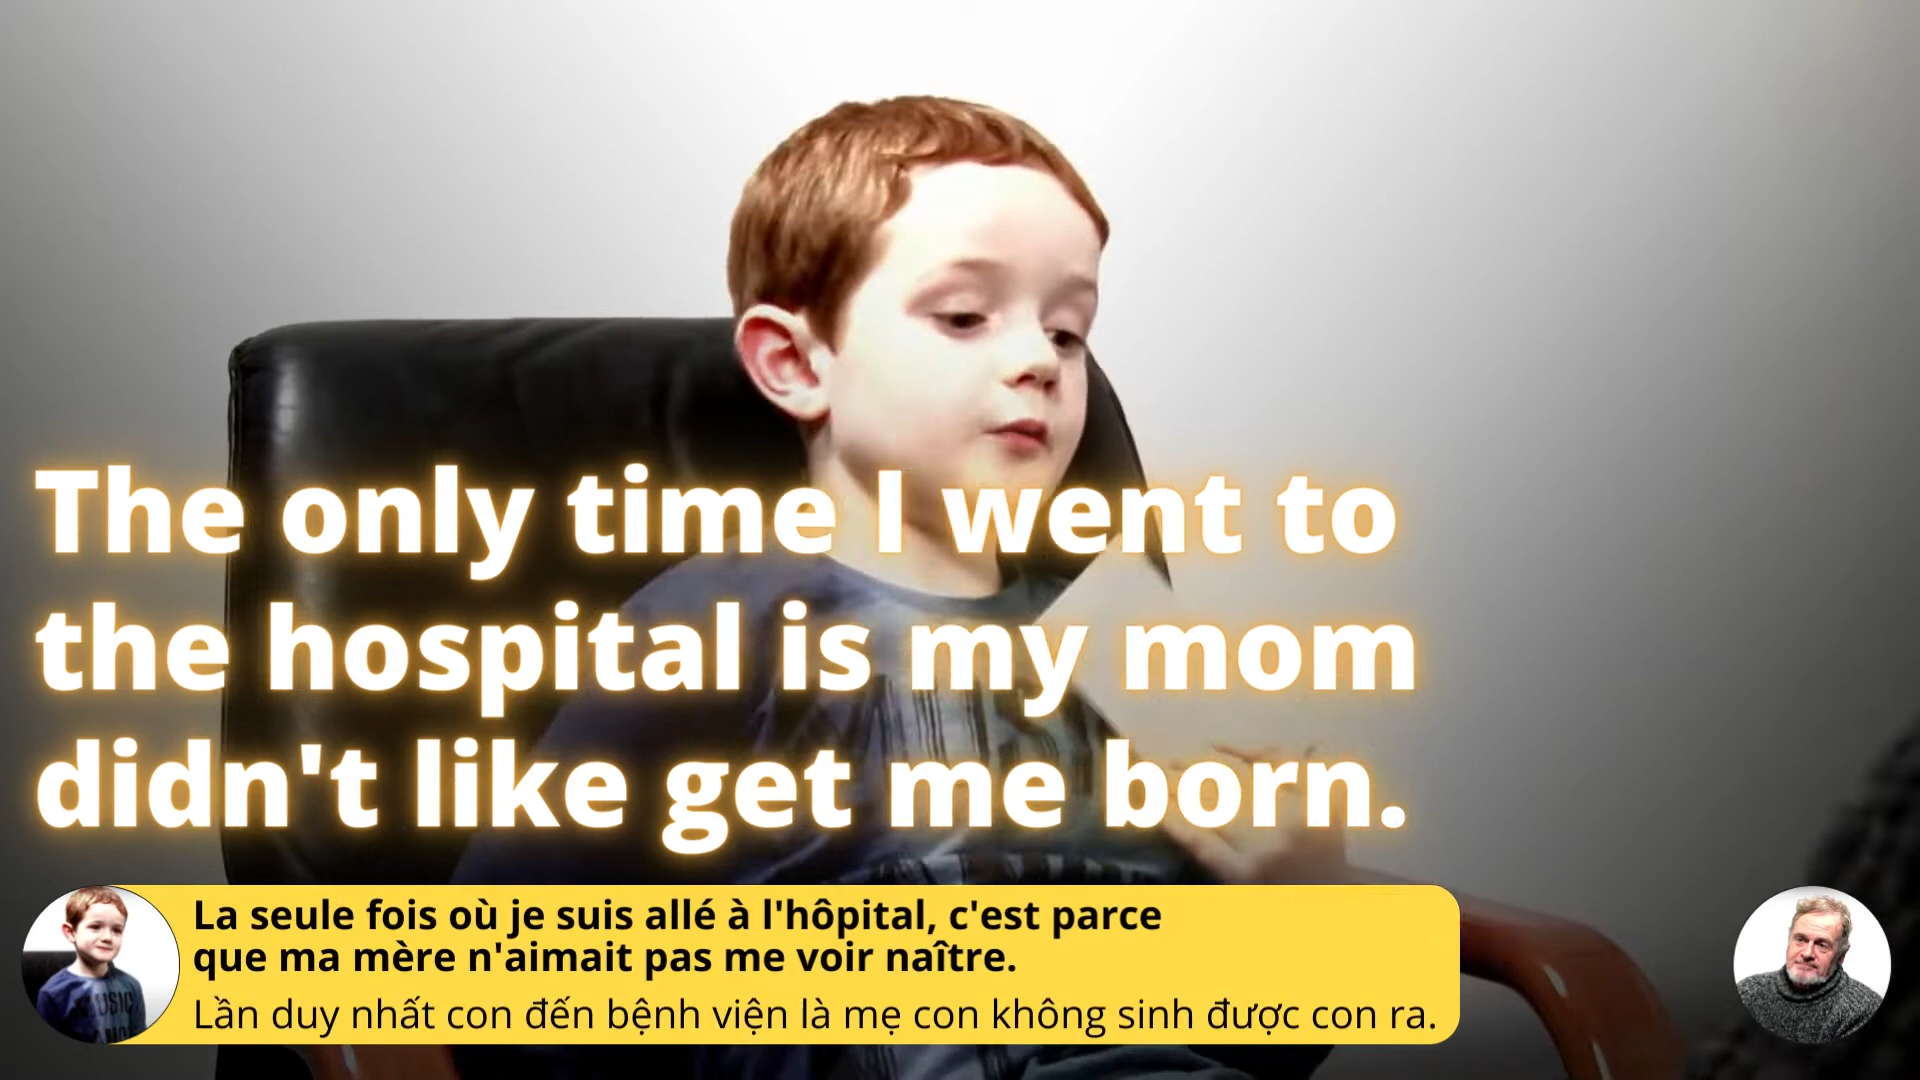 The only time I went to
the hospital is my mom
didn't like get me born.
La seule fois où je suis allé à l'hôpital, c'est parce
que ma mère n'aimait pas me voir naître.
Lần duy nhất con đến bệnh viện là mẹ con không sinh được con ra.